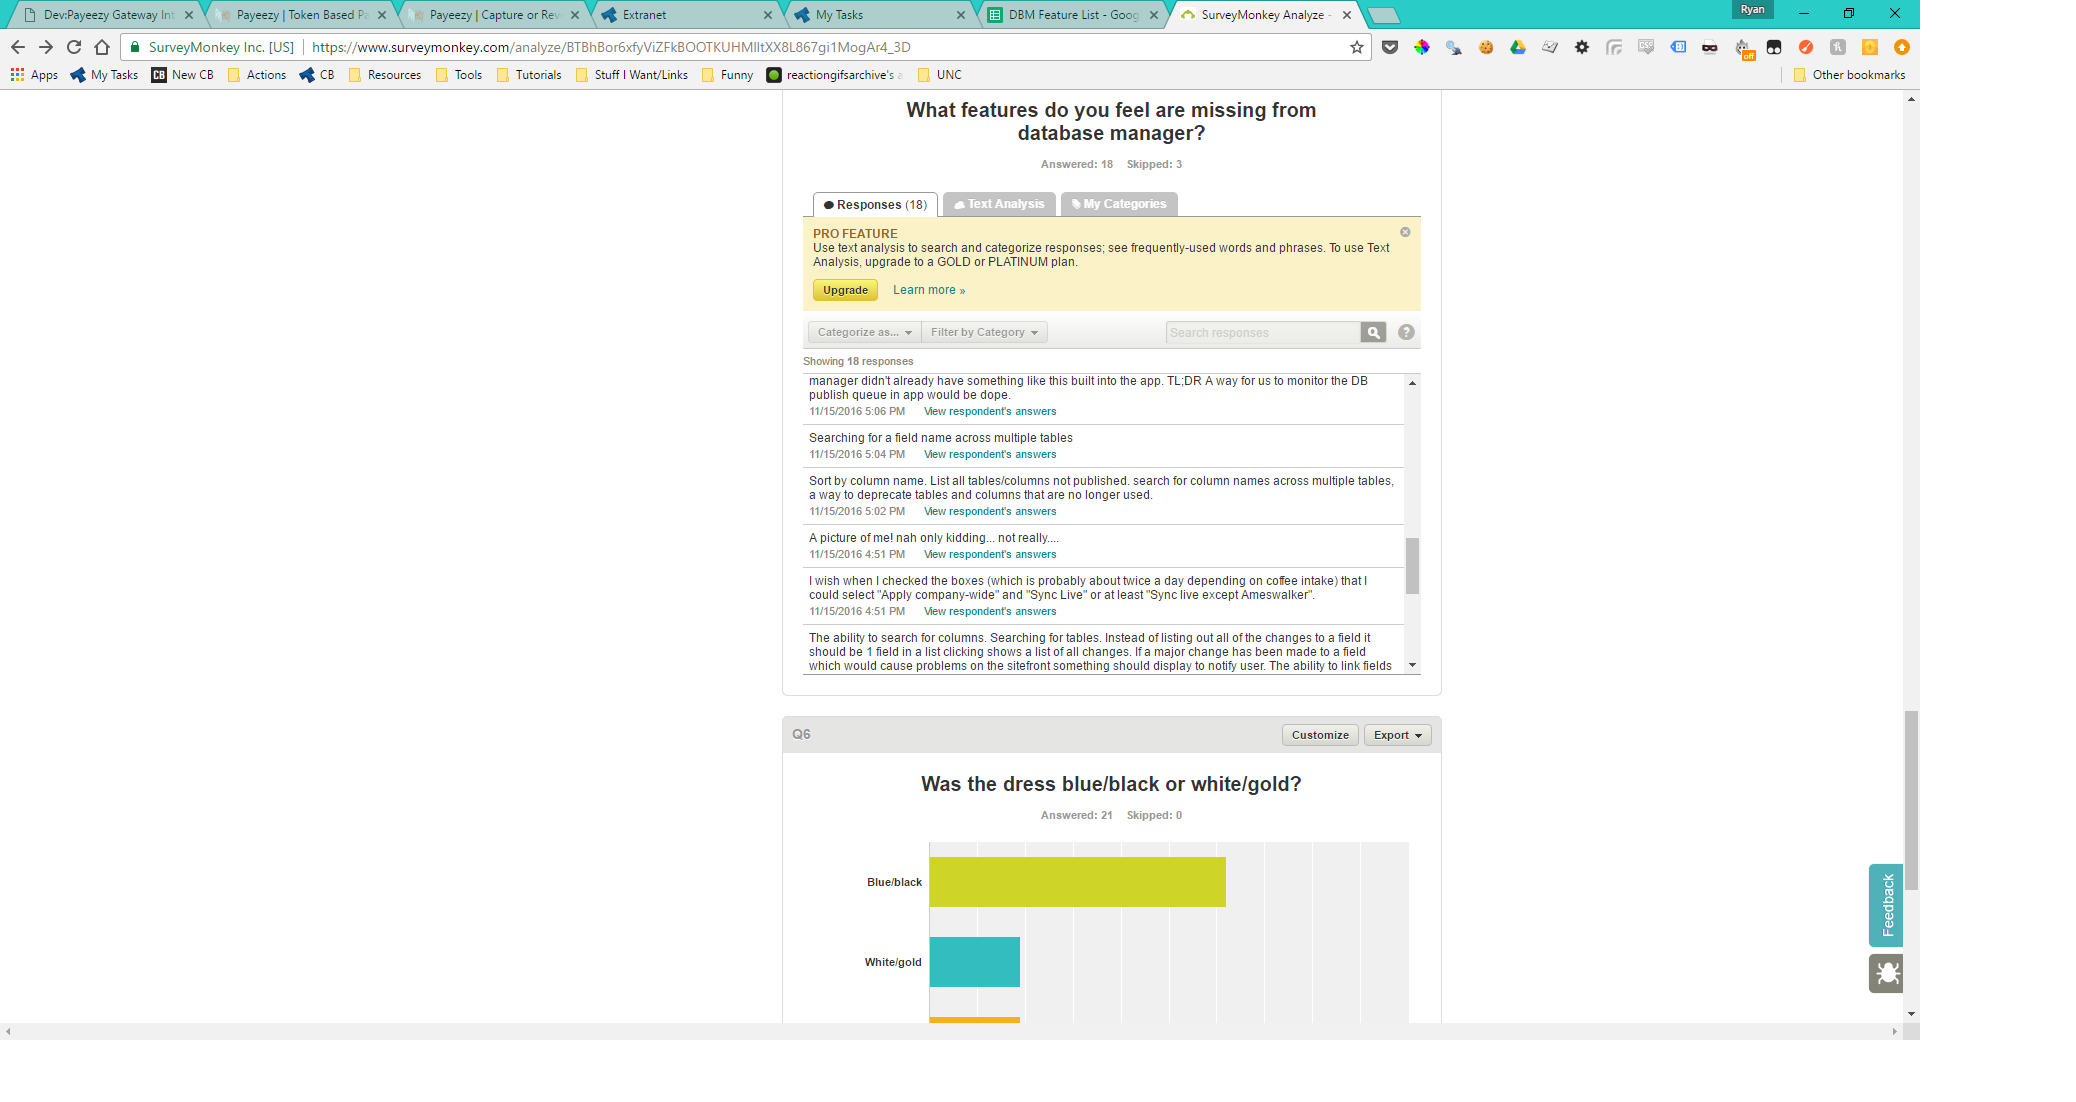 Dev:Payeezy Gateway Int
Payeezy | Token Based Pa
Payeezy | Capture or Rev
Extranet
My Tasks
DBM Feature List - Goog
SurveyMonkey Analyze -
Ryan
SurveyMonkey Inc. [US]
Apps
My Tasks
CB New CB
Actions
CB
Resources
Tools
Tutorials
Stuff I Want/Links
Funny
reactiongifsarchive's a
UNC
Other bookmarks
What features do you feel are missing from
database manager?
Answered: 18 Skipped: 3
Responses (18)
Text Analysis
My Categories
PRO FEATURE
Use text analysis to search and categorize responses; see frequently-used words and phrases. To use Text
Analysis, upgrade to a GOLD or PLATINUM plan.
Upgrade
Learn more »
Categorize as...
Filter by Category
Search responses
?
Showing 18 responses
manager didn't already have something like this built into the app. TL;DR A way for us to monitor the DB
publish queue in app would be dope.
11/15/2016 5:06 PM View respondent's answers
Searching for a field name across multiple tables
11/15/2016 5:04 PM View respondent's answers
Sort by column name. List all tables/columns not published. search for column names across multiple tables,
a way to deprecate tables and columns that are no longer used.
11/15/2016 5:02 PM View respondent's answers
A picture of me! nah only kidding... not really....
11/15/2016 4:51 PM View respondent's answers
I wish when I checked the boxes (which is probably about twice a day depending on coffee intake) that I
could select "Apply company-wide" and "Sync Live" or at least "Sync live except Ameswalker".
11/15/2016 4:51 PM View respondent's answers
The ability to search for columns. Searching for tables. Instead of listing out all of the changes to a field it
should be 1 field in a list clicking shows a list of all changes. If a major change has been made to a field
which would cause problems on the sitefront something should display to notify user. The ability to link fields
Q6
Customize
Export
Was the dress blue/black or white/gold?
Answered: 21 Skipped: 0
Blue/black
White/gold
Feedback